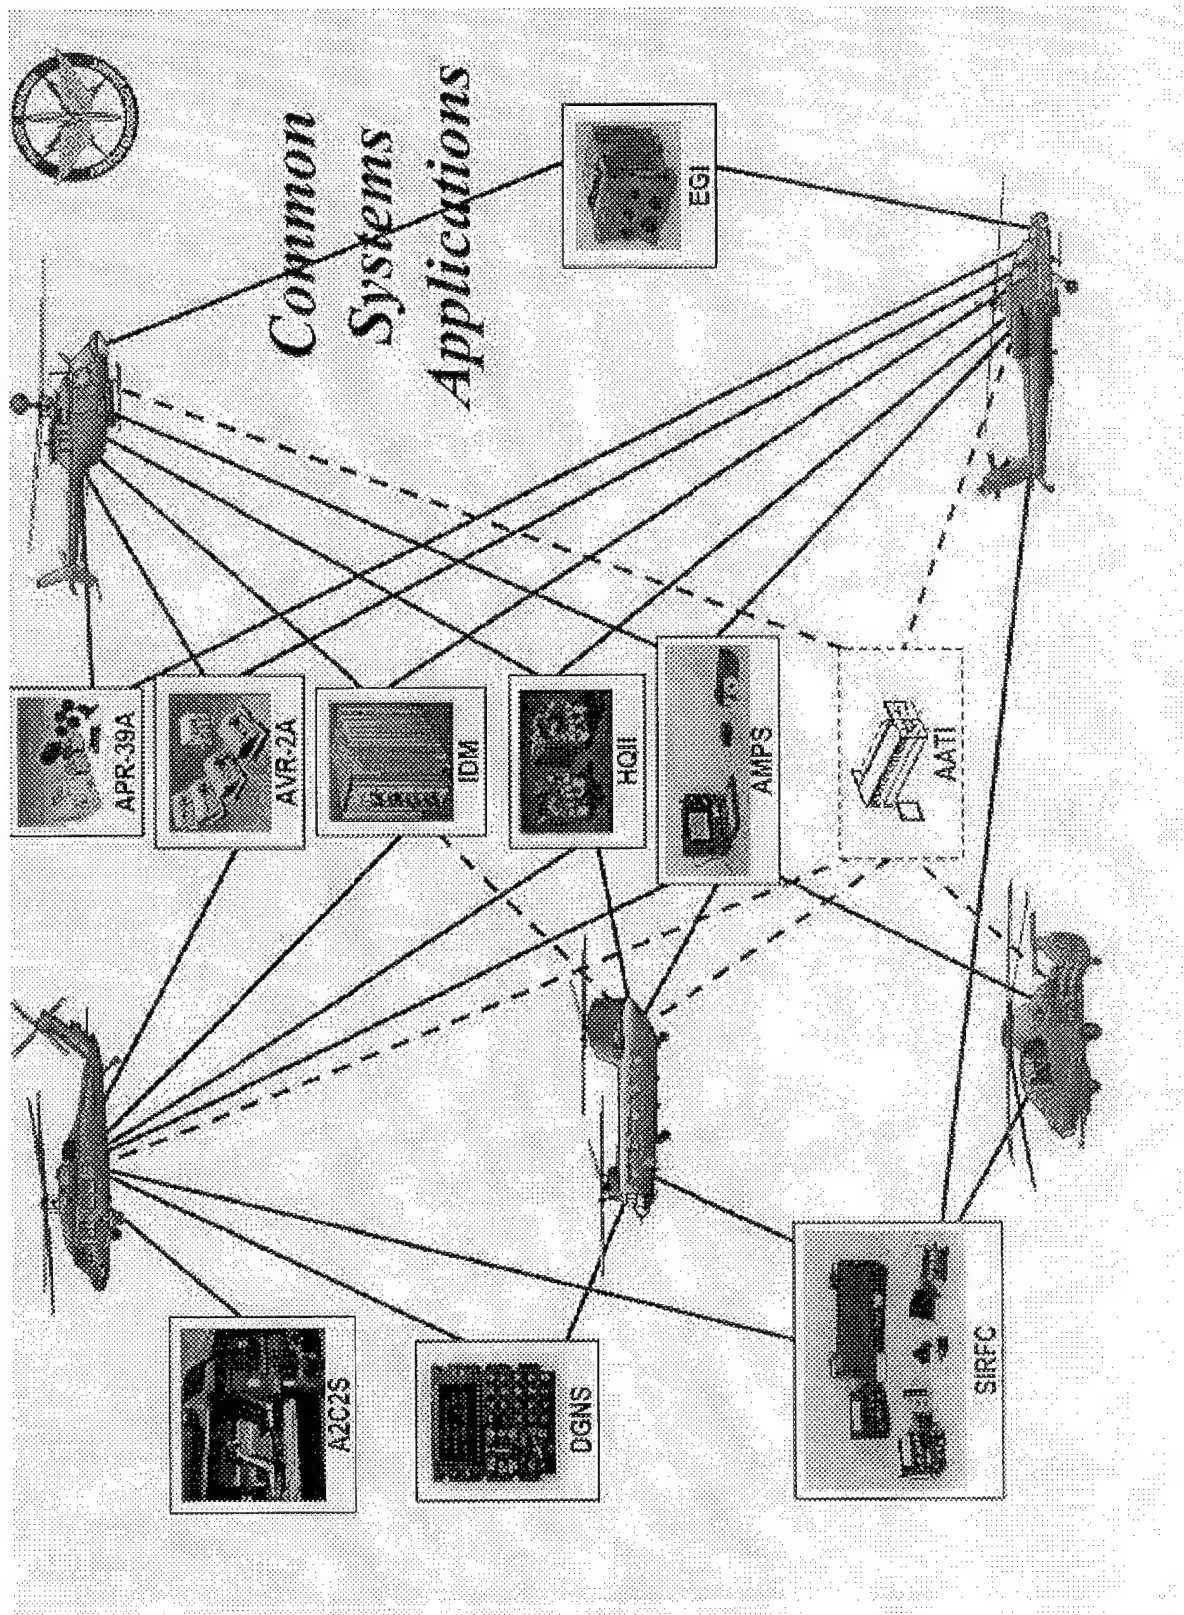 Common
Systems
Applications
A2C2S
DGNS
SIRFC
APR-39A
AVR-2A
IDM
HQII
AMPS
AATI
EGI